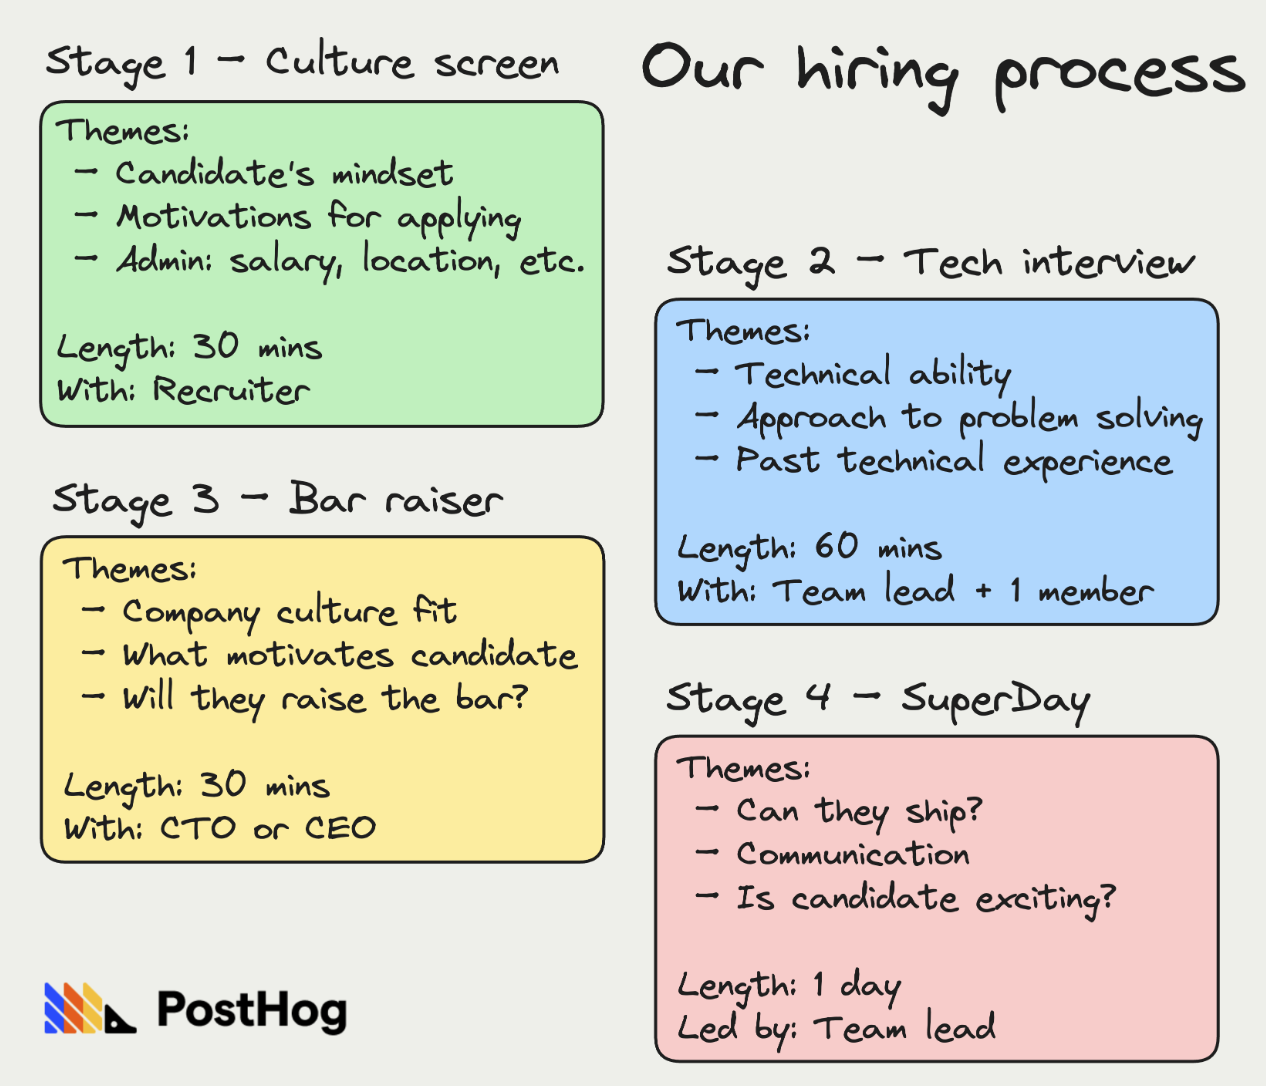 Our hiring process
Stage 1 – Culture screen
Themes:
– Candidate's mindset
– Motivations for applying
– Admin: salary, location, etc.
Length: 30 mins
With: Recruiter
Stage 2 – Tech interview
Themes:
– Technical ability
– Approach to problem solving
– Past technical experience
Length: 60 mins
With: Team lead + 1 member
Stage 3 – Bar raiser
Themes:
– Company culture fit
– What motivates candidate
– Will they raise the bar?
Length: 30 mins
With: CTO or CEO
Stage 4 – SuperDay
Themes:
– Can they ship?
– Communication
– Is candidate exciting?
Length: 1 day
Led by: Team lead
PostHog